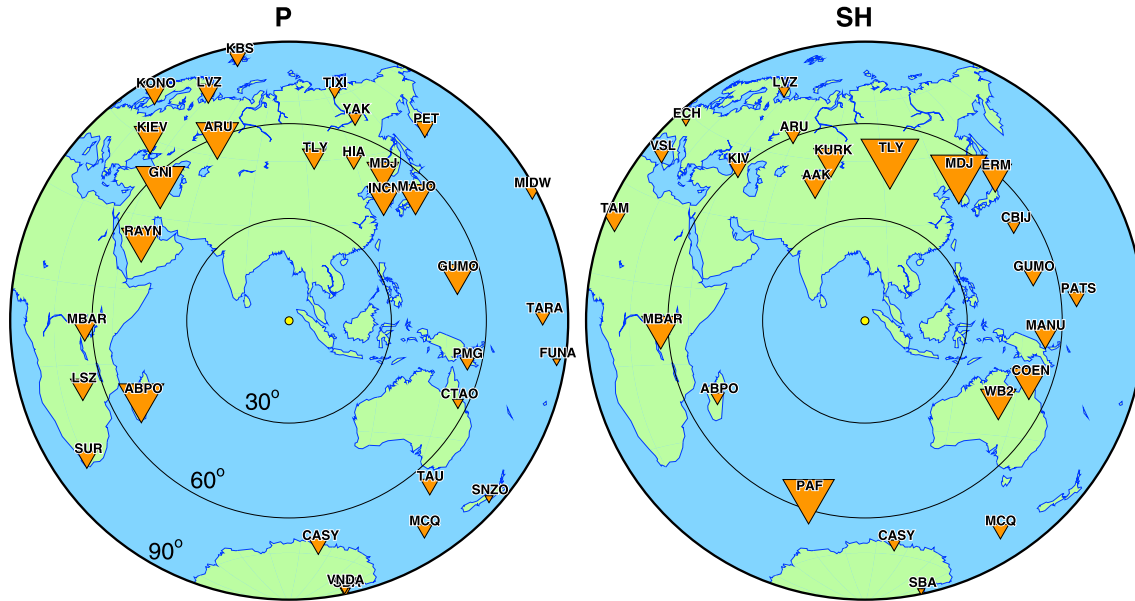 P
KBS
KONO
LVZ
TIXI
YAK
PET
KIEV
ARU
TLY
HIA
MDJ
GNI
INCN
MAJO
MIDW
RAYN
GUMO
MBAR
TARA
PMG
FUNA
LSZ
ABPO
CTAO
30°
SUR
60°
TAU
SNZO
MCQ
90°
CASY
VNDA
SH
LVZ
ECH
VSL
ARU
KIV
KURK
TLY
AAK
MDJ
ERM
TAM
CBIJ
GUMO
PATS
MBAR
MANU
COEN
ABPO
WB2
PAF
MCQ
CASY
SBA